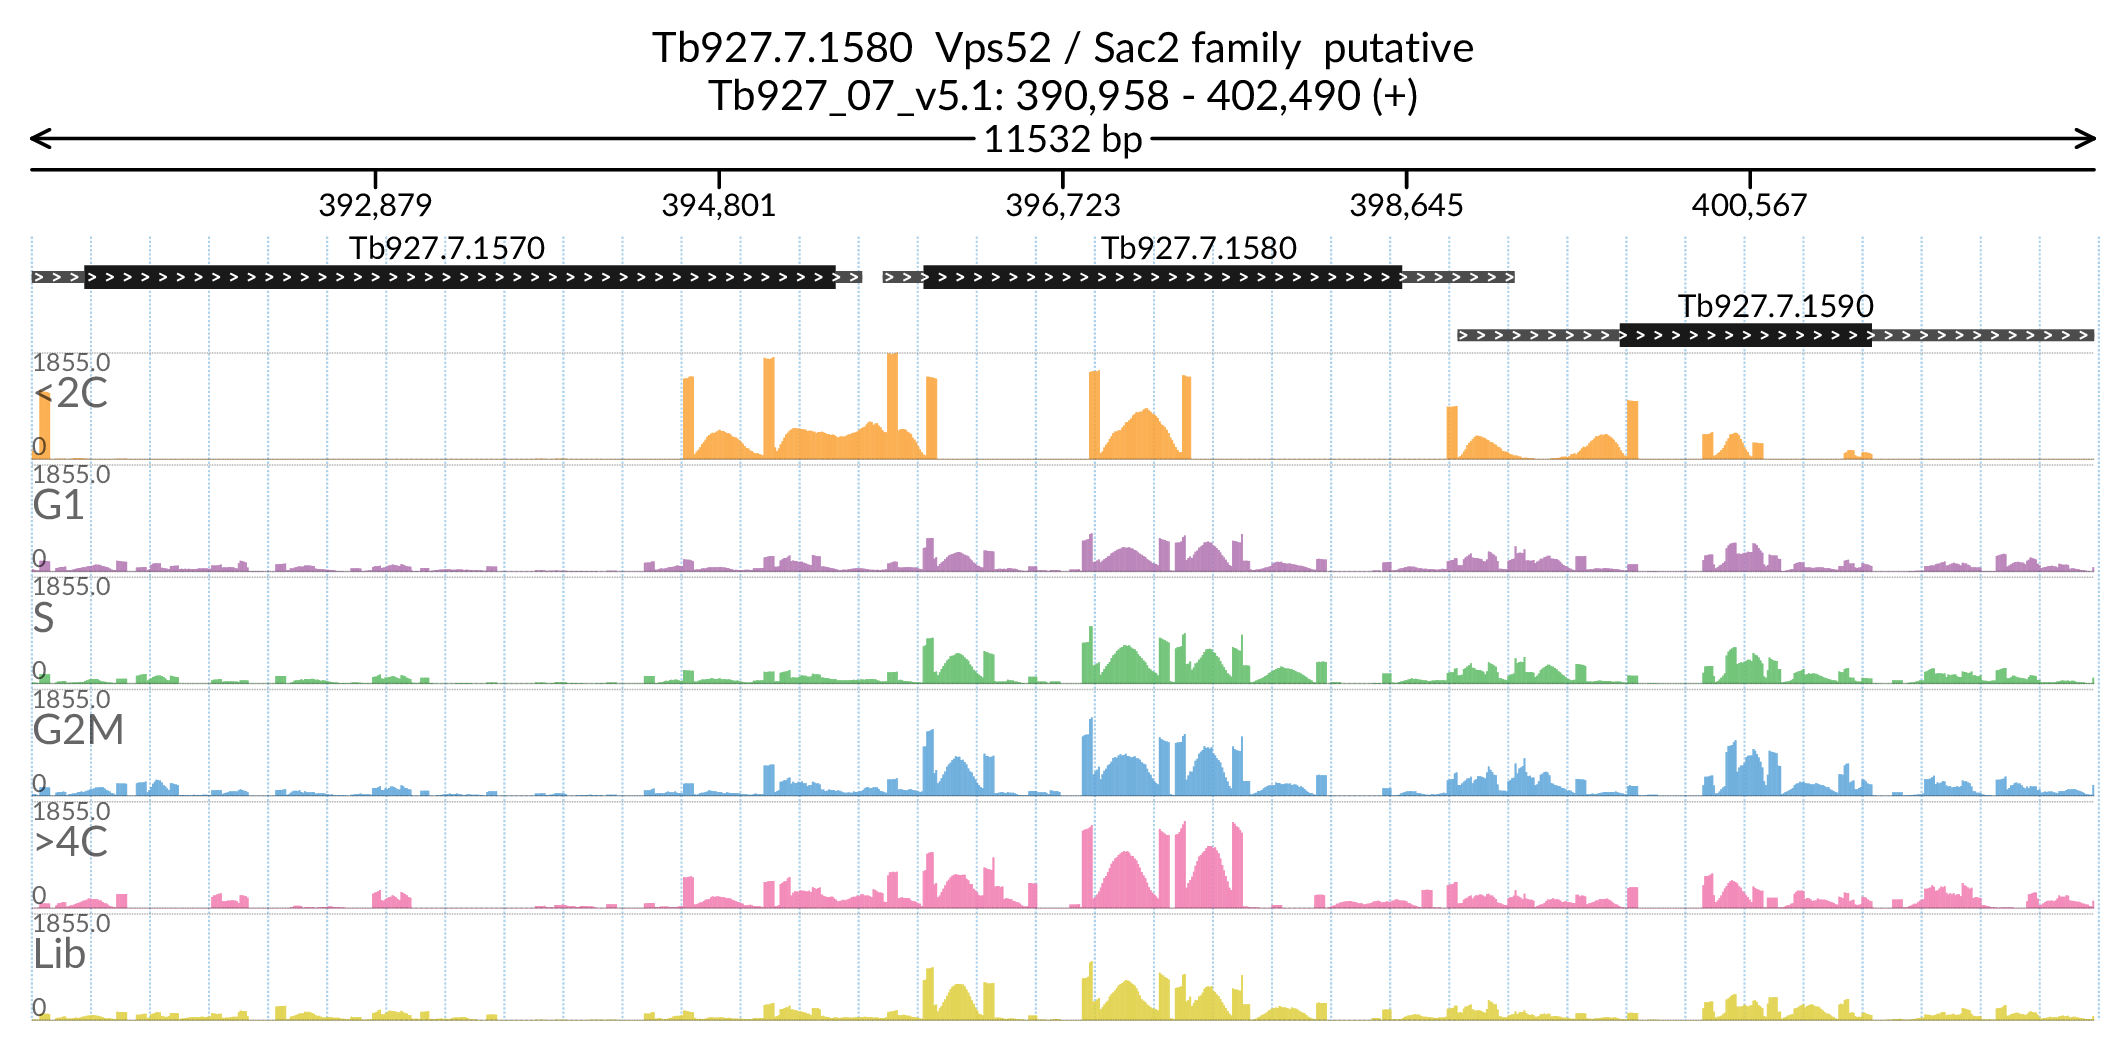 Tb927.7.1580  Vps52 / Sac2 family  putative
Tb927_07_v5.1: 390,958 - 402,490 (+)
11532 bp
392,879 394,801 396,723 398,645 400,567
Tb927.7.1570 Tb927.7.1580
Tb927.7.1590
1855.0
<2C
0
1855.0
G1
0
1855.0
S
0
1855.0
G2M
0
1855.0
>4C
0
1855.0
Lib
0